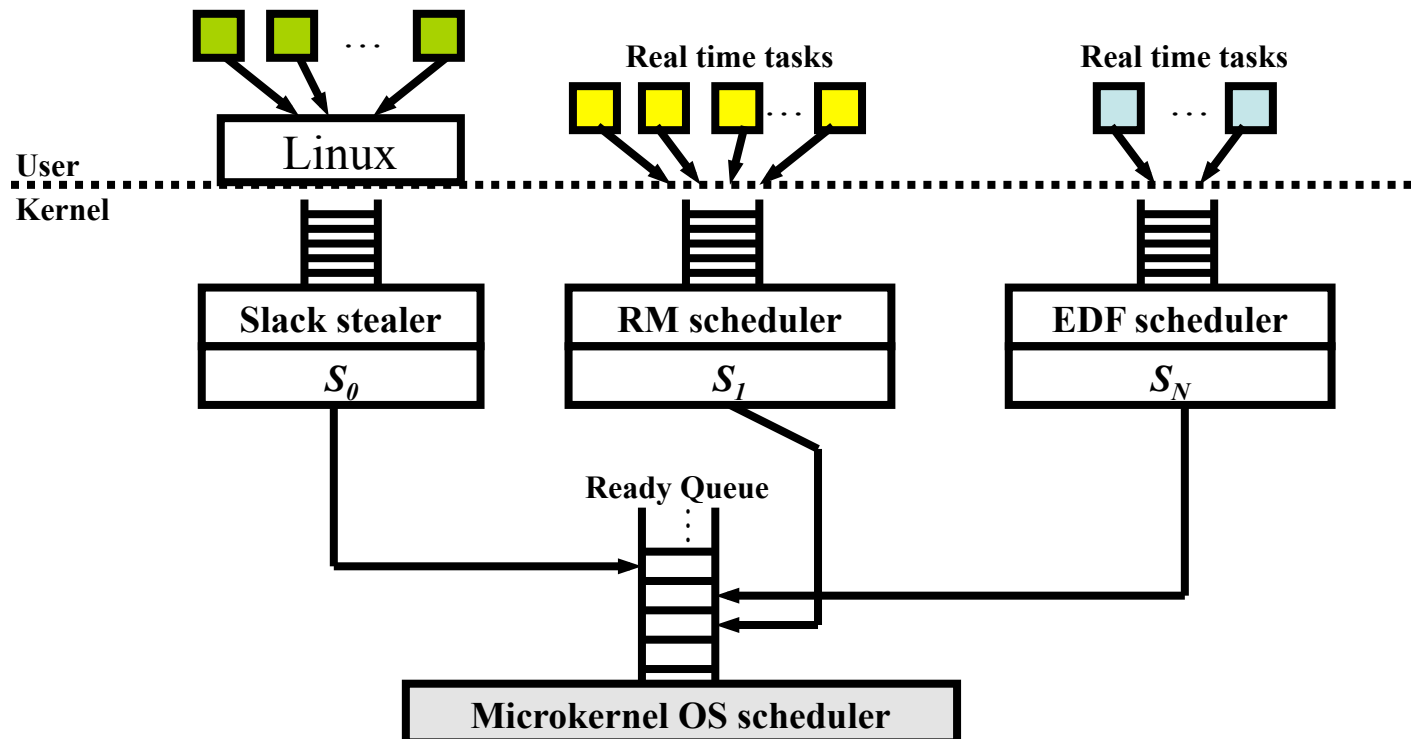 ...
Real time tasks
Real time tasks
...
...
Linux
User
Kernel
Slack stealer
RM scheduler
EDF scheduler
S0
S1
SN
Ready Queue
Microkernel OS scheduler